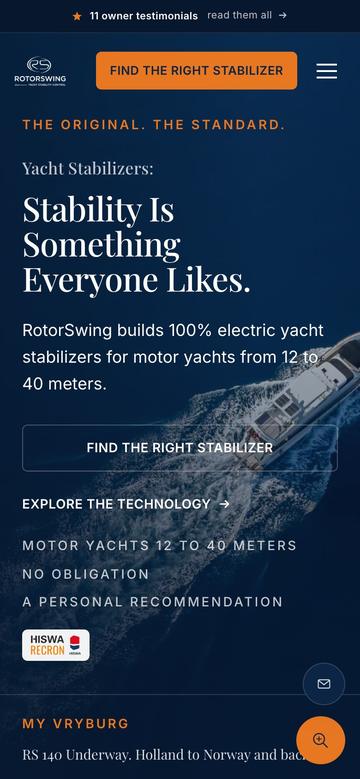 11 owner testimonials read them all →
RS
ROTORSWING
FIND THE RIGHT STABILIZER
THE ORIGINAL. THE STANDARD.
Yacht Stabilizers:
Stability Is
Something
Everyone Likes.
RotorSwing builds 100% electric yacht
stabilizers for motor yachts from 12 to
40 meters.
FIND THE RIGHT STABILIZER
EXPLORE THE TECHNOLOGY →
MOTOR YACHTS 12 TO 40 METERS
NO OBLIGATION
A PERSONAL RECOMMENDATION
HISWA
RECRON
MY VRYBURG
RS 140 Underway. Holland to Norway and